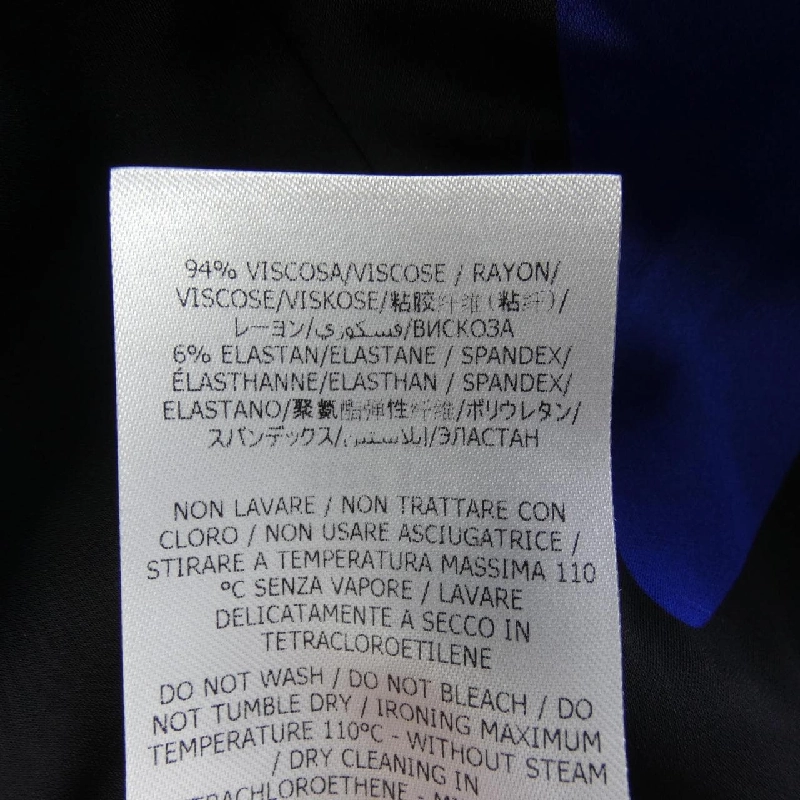 94% VISCOSA/VISCOSE / RAYON/
VISCOSE/VISKOSE/粘胶纤维(粘纤)/
レーヨン/فسكوزي/ВИСКОЗА
6% ELASTAN/ELASTANE / SPANDEX/
ÉLASTHANNE/ELASTHAN / SPANDEX/
ELASTANO/聚氨酯弹性纤维/ポリウレタン/
スパンデックス/إيلاستين/ЭЛАСТАН
NON LAVARE / NON TRATTARE CON
CLORO / NON USARE ASCIUGATRICE /
STIRARE A TEMPERATURA MASSIMA 110
°C SENZA VAPORE / LAVARE
DELICATAMENTE A SECCO IN
TETRACLOROETILENE
DO NOT WASH / DO NOT BLEACH / DO
NOT TUMBLE DRY / IRONING MAXIMUM
TEMPERATURE 110°C - WITHOUT STEAM
/ DRY CLEANING IN
TETRACHLOROETHENE -